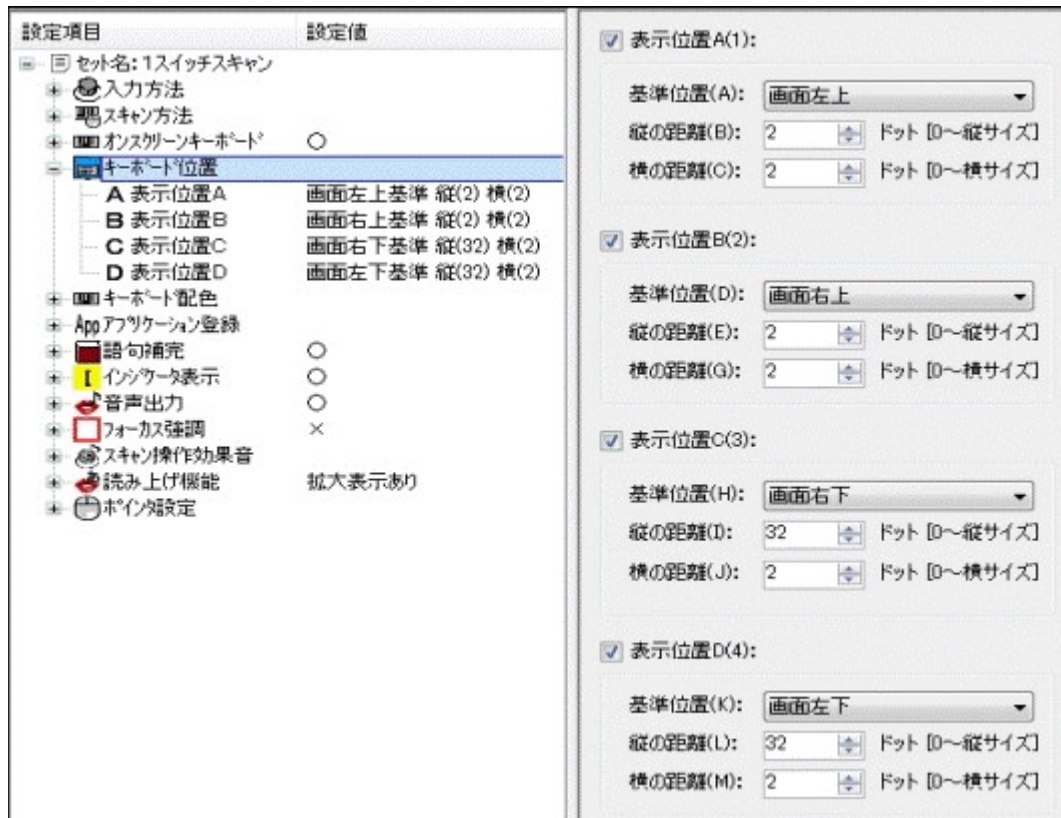 設定項目 設定値
セット名: 1スイッチスキャン
入力方法
スキャン方法
オンスクリーンキーボード ○
キーボード位置
A 表示位置A 画面左上基準 縦(2) 横(2)
B 表示位置B 画面右上基準 縦(2) 横(2)
C 表示位置C 画面右下基準 縦(32) 横(2)
D 表示位置D 画面左下基準 縦(32) 横(2)
キーボード配色
App アプリケーション登録
語句補完 ○
I インジケータ表示 ○
音声出力 ○
フォーカス強調 ×
スキャン操作効果音
読み上げ機能 拡大表示あり
ポインタ設定
表示位置A(1):
基準位置(A): 画面左上
縦の距離(B): 2 ドット [0～縦サイズ]
横の距離(C): 2 ドット [0～横サイズ]
表示位置B(2):
基準位置(D): 画面右上
縦の距離(E): 2 ドット [0～縦サイズ]
横の距離(G): 2 ドット [0～横サイズ]
表示位置C(3):
基準位置(H): 画面右下
縦の距離(I): 32 ドット [0～縦サイズ]
横の距離(J): 2 ドット [0～横サイズ]
表示位置D(4):
基準位置(K): 画面左下
縦の距離(L): 32 ドット [0～縦サイズ]
横の距離(M): 2 ドット [0～横サイズ]